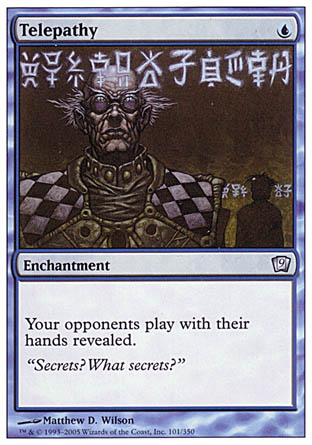 Telepathy
Enchantment
9
Your opponents play with their
hands revealed.
“Secrets? What secrets?”
Matthew D. Wilson
™ & © 1993–2005 Wizards of the Coast, Inc. 101/350